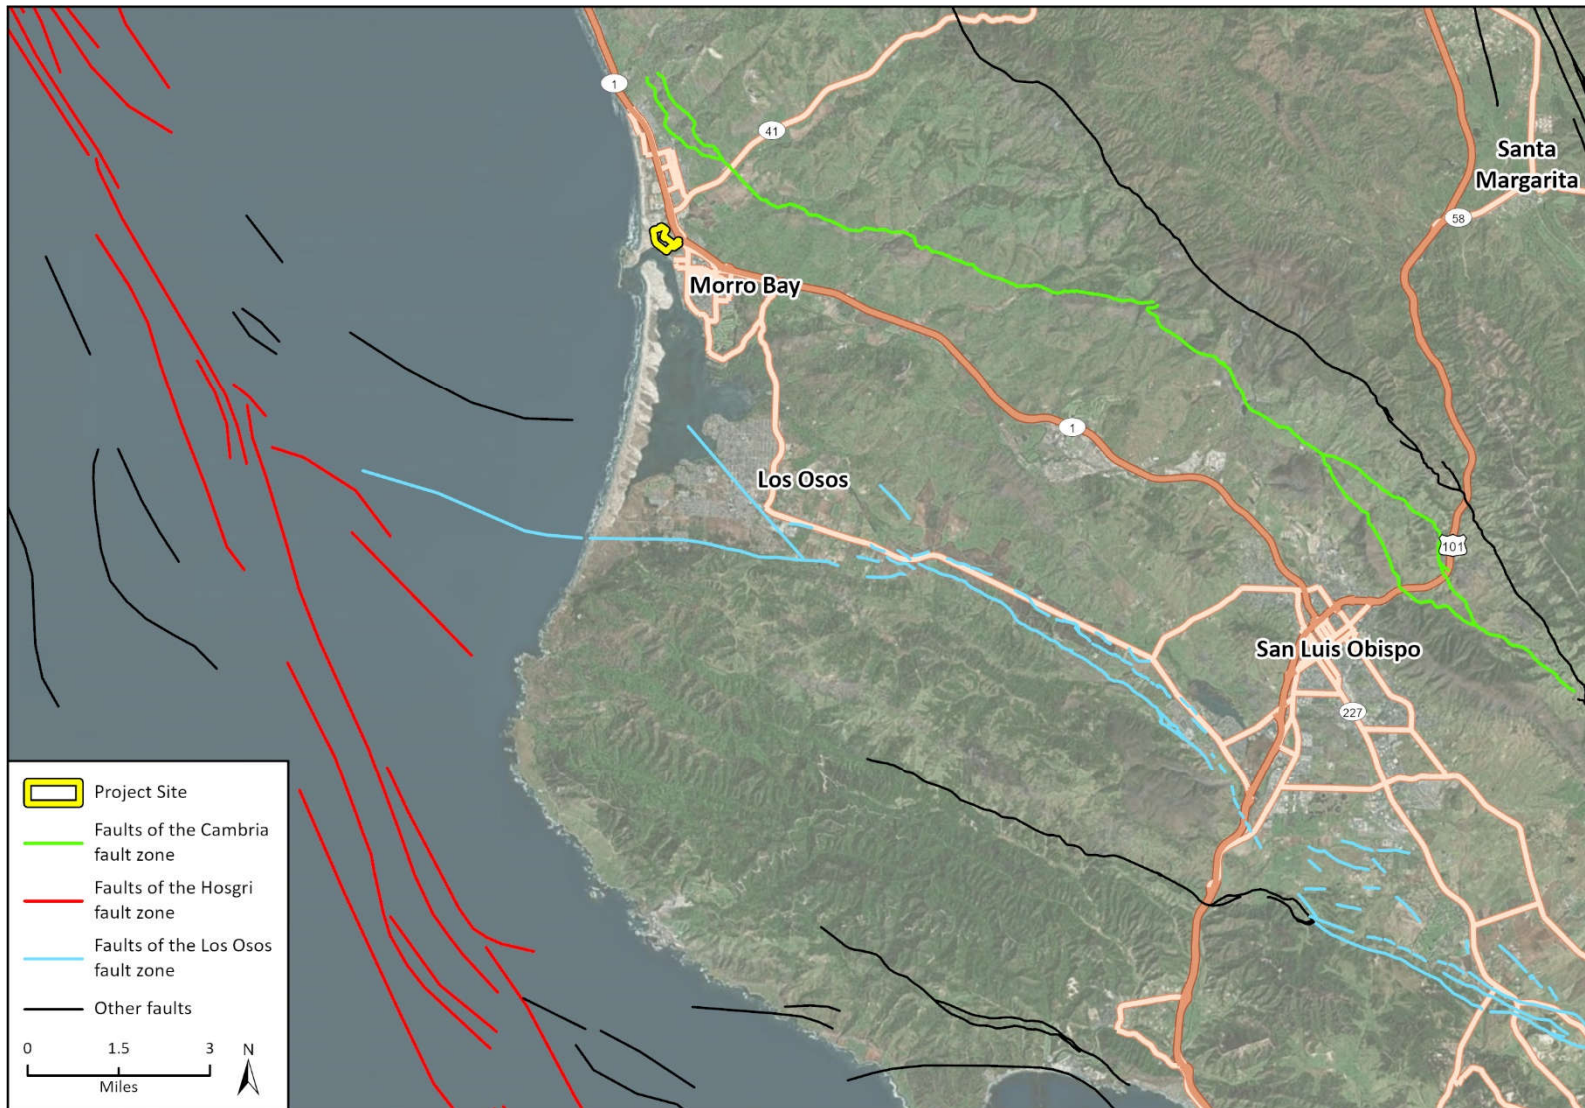 1
41
Santa
Margarita
58
Morro Bay
1
Los Osos
101
San Luis Obispo
227
Project Site
Faults of the Cambria
fault zone
Faults of the Hosgri
fault zone
Faults of the Los Osos
fault zone
Other faults
0 1.5 3
Miles
N